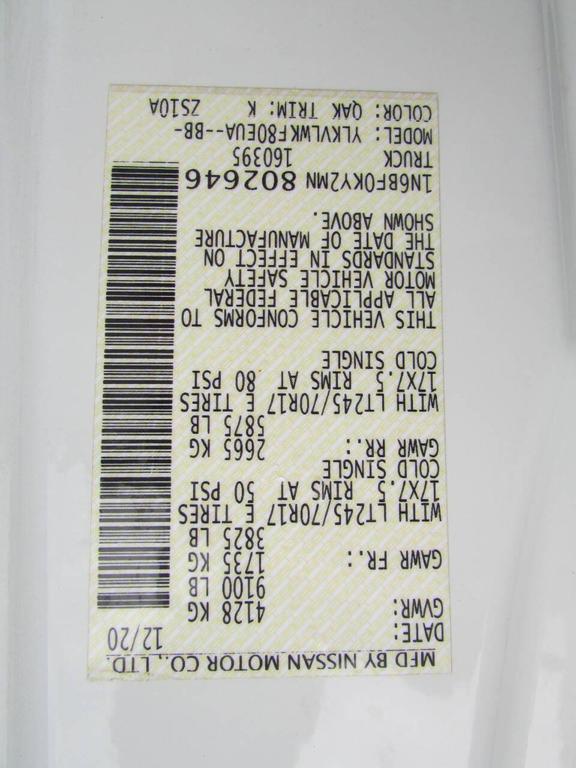 MFD BY NISSAN MOTOR CO., LTD.
DATE: 12/20
GVWR: 4128 KG
9100 LB
GAWR FR.: 1735 KG
3825 LB
WITH LT245/70R17 E TIRES
17X7.5 RIMS AT 50 PSI
COLD SINGLE
GAWR RR.: 2665 KG
5875 LB
WITH LT245/70R17 E TIRES
17X7.5 RIMS AT 80 PSI
COLD SINGLE
THIS VEHICLE CONFORMS TO
ALL APPLICABLE FEDERAL
MOTOR VEHICLE SAFETY
STANDARDS IN EFFECT ON
THE DATE OF MANUFACTURE
SHOWN ABOVE.
1N6BF0KY2MN 802646
TRUCK 160395
MODEL: YLKVLWKF80EUA--BB-
COLOR: QAK TRIM: K ZS10A